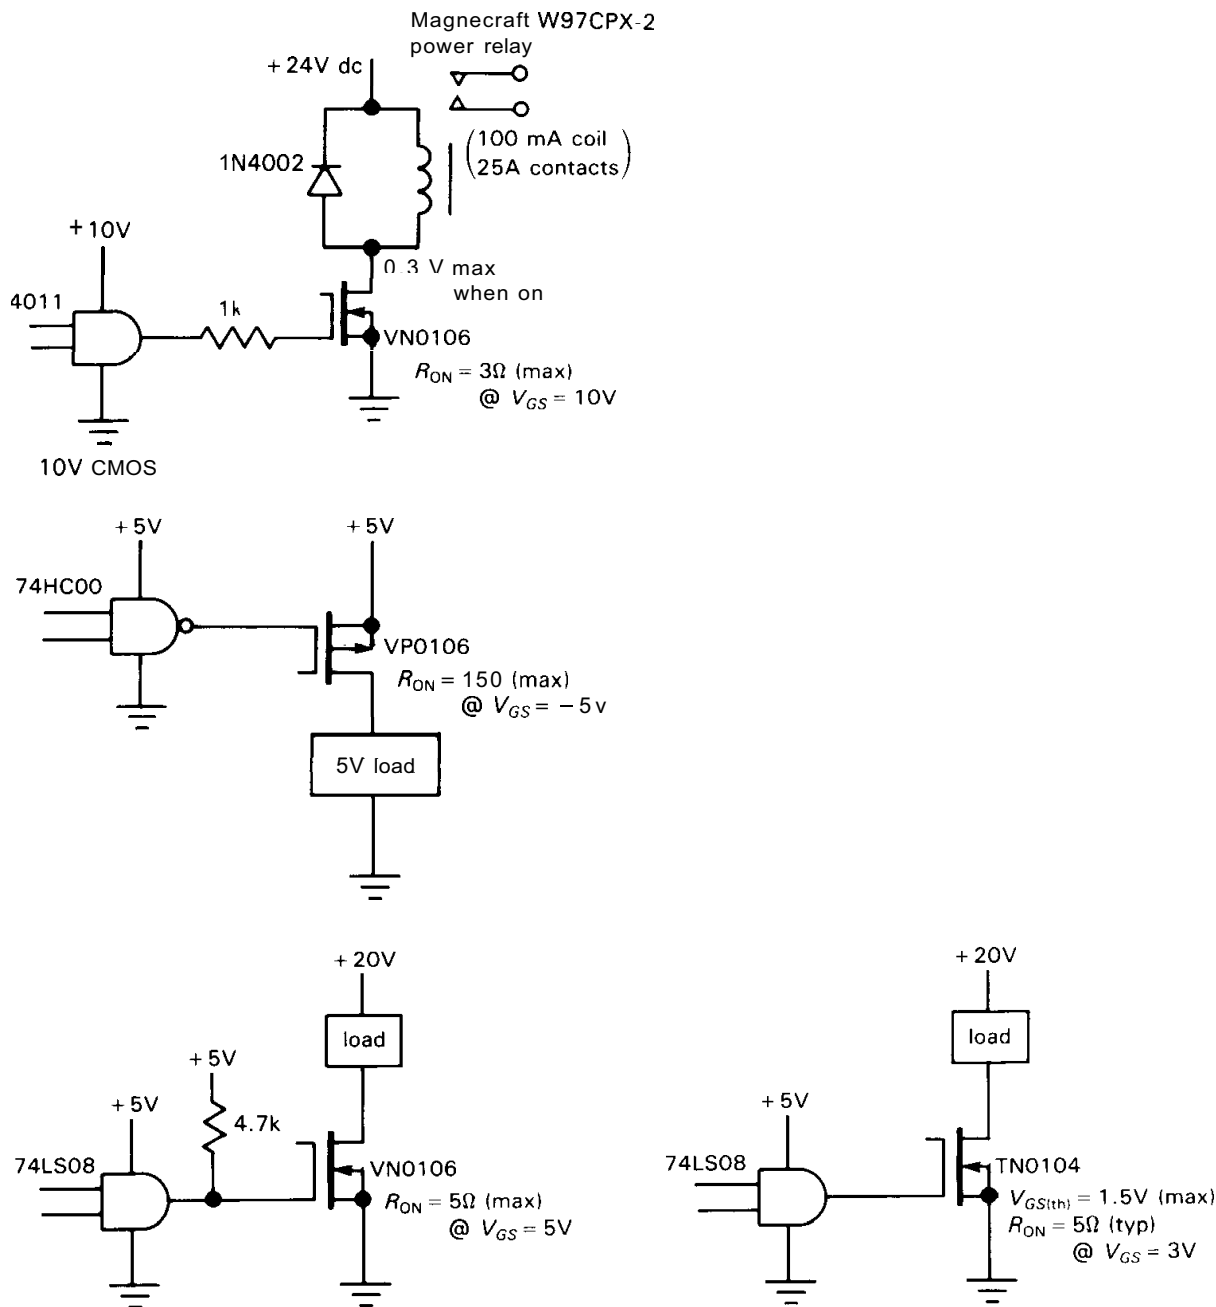 Magnecraft W97CPX-2
power relay
+24V dc
(100 mA coil
25A contacts)
1N4002
+10V
0.3 V max
when on
4011
1k
VN0106
R_ON = 3Ω (max)
@ V_GS = 10V
10V CMOS
+5V
+5V
74HC00
VP0106
R_ON = 150 (max)
@ V_GS = −5v
5V load
+20V
load
+5V
4.7k
+5V
74LS08
VN0106
R_ON = 5Ω (max)
@ V_GS = 5V
+20V
load
+5V
74LS08
TN0104
V_GS(th) = 1.5V (max)
R_ON = 5Ω (typ)
@ V_GS = 3V